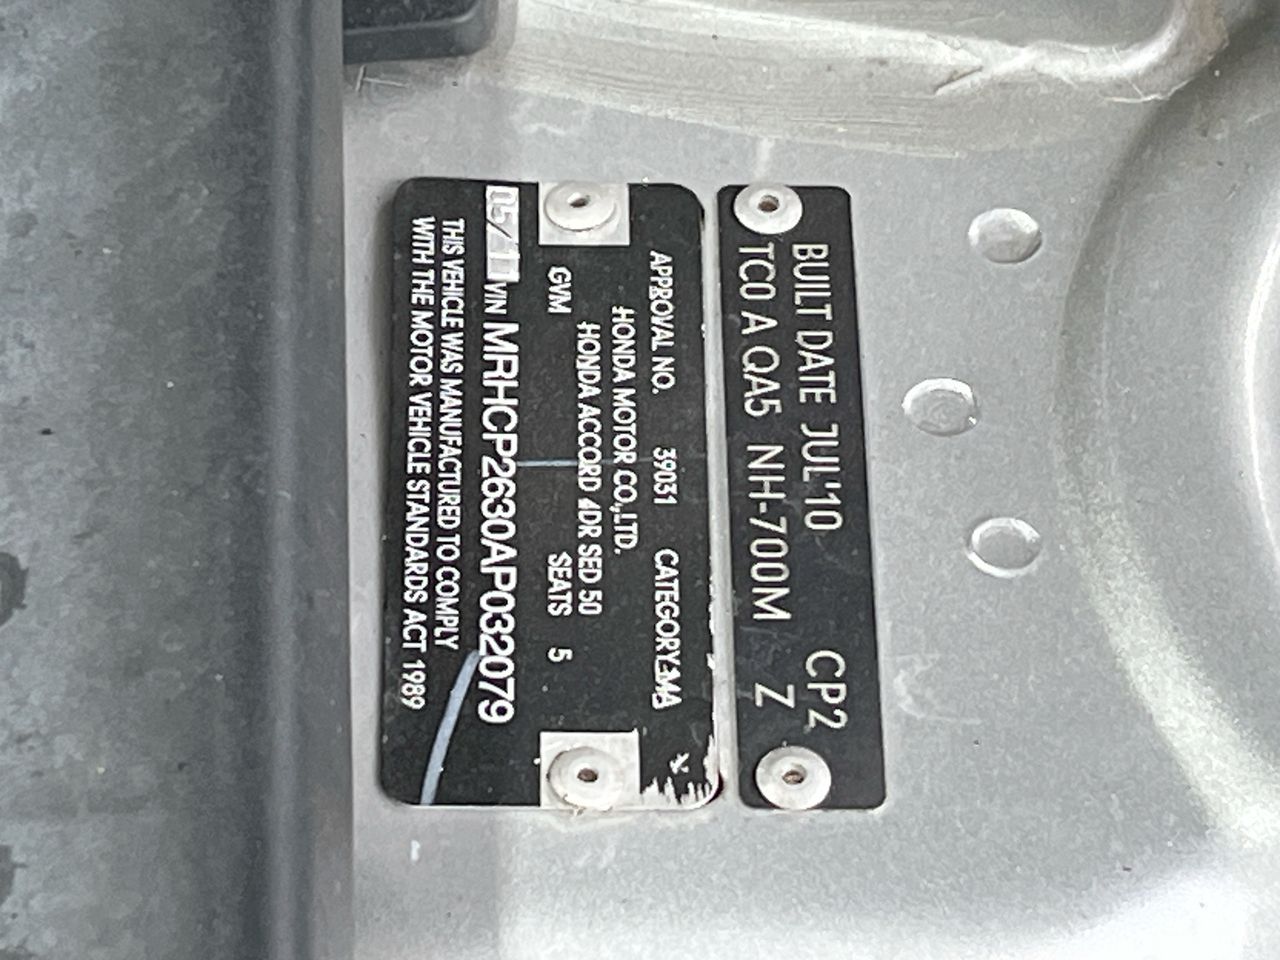 BUILT DATE JUL'10 CP2
TC0 A QA5 NH-700M Z
APPROVAL NO. 39031 CATEGORY-MA
HONDA MOTOR CO.,LTD.
HONDA ACCORD 4DR SED 50
GVM SEATS 5
05/11 VIN MRHCP2630AP032079
THIS VEHICLE WAS MANUFACTURED TO COMPLY
WITH THE MOTOR VEHICLE STANDARDS ACT 1989